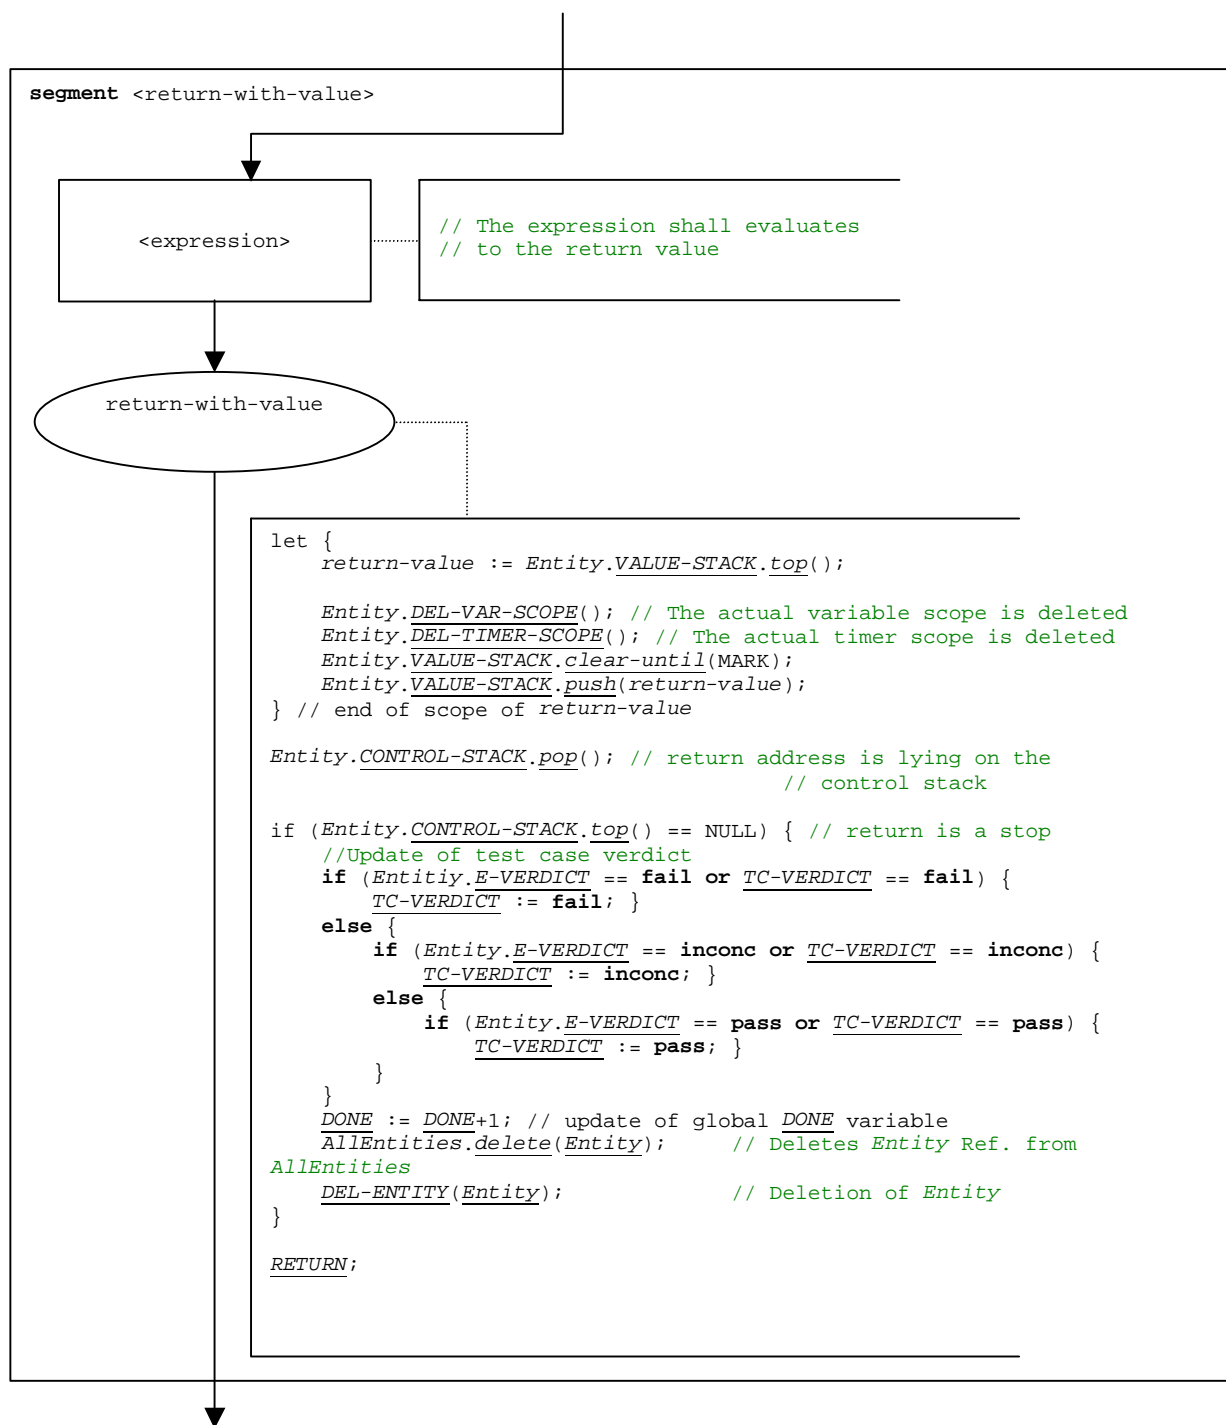 segment <return-with-value>
<expression>
// The expression shall evaluates
// to the return value
return-with-value
let {
return-value := Entity.VALUE-STACK.top();
Entity.DEL-VAR-SCOPE(); // The actual variable scope is deleted
Entity.DEL-TIMER-SCOPE(); // The actual timer scope is deleted
Entity.VALUE-STACK.clear-until(MARK);
Entity.VALUE-STACK.push(return-value);
} // end of scope of return-value
Entity.CONTROL-STACK.pop(); // return address is lying on the
// control stack
if (Entity.CONTROL-STACK.top() == NULL) { // return is a stop
//Update of test case verdict
if (Entitiy.E-VERDICT == fail or TC-VERDICT == fail) {
TC-VERDICT := fail; }
else {
if (Entity.E-VERDICT == inconc or TC-VERDICT == inconc) {
TC-VERDICT := inconc; }
else {
if (Entity.E-VERDICT == pass or TC-VERDICT == pass) {
TC-VERDICT := pass; }
}
}
DONE := DONE+1; // update of global DONE variable
AllEntities.delete(Entity); // Deletes Entity Ref. from
AllEntities
DEL-ENTITY(Entity); // Deletion of Entity
}
RETURN;